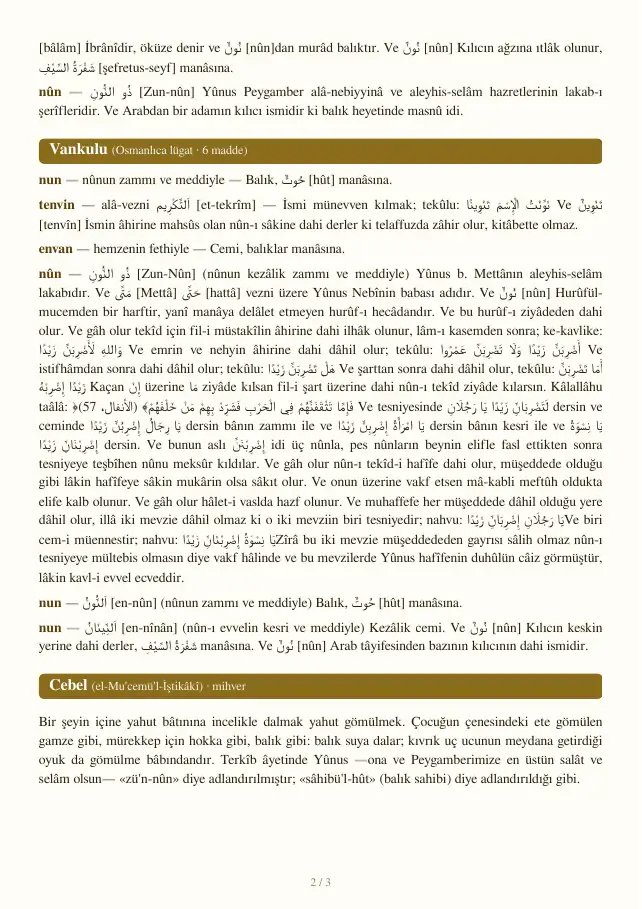 [bâlâm] İbrânîdir, öküze denir ve نُونٌ [nûn]dan murâd balıktır. Ve نُونٌ [nûn] Kılıcın ağzına ıtlâk olunur,
شَفْرَةُ السَّيْفِ [şefretus-seyf] manâsına.
nûn — ذُو النُّونِ [Zun-nûn] Yûnus Peygamber alâ-nebiyyinâ ve aleyhis-selâm hazretlerinin lakab-ı
şerîfleridir. Ve Arabdan bir adamın kılıcı ismidir ki balık heyetinde masnû idi.
Vankulu (Osmanlıca lügat · 6 madde)
nun — nûnun zammı ve meddiyle — Balık, حُوتٌ [hût] manâsına.
tenvin — alâ-vezni اَلتَّكْرِيم [et-tekrîm] — İsmi münevven kılmak; tekûlu: نَوَّنْتُ الْإِسْمَ تَنْوِينًا Ve تَنْوِينٌ
[tenvîn] İsmin âhirine mahsûs olan nûn-ı sâkine dahi derler ki telaffuzda zâhir olur, kitâbette olmaz.
envan — hemzenin fethiyle — Cemi, balıklar manâsına.
nûn — ذُو النُّونِ [Zun-Nûn] (nûnun kezâlik zammı ve meddiyle) Yûnus b. Mettânın aleyhis-selâm
lakabıdır. Ve مَتَّى [Mettâ] حَتَّى [hattâ] vezni üzere Yûnus Nebînin babası adıdır. Ve نُونٌ [nûn] Hurûfül-
mucemden bir harftir, yanî manâya delâlet etmeyen hurûf-ı hecâdandır. Ve bu hurûf-ı ziyâdeden dahi
olur. Ve gâh olur tekîd için fil-i müstakîlin âhirine dahi ilhâk olunur, lâm-ı kasemden sonra; ke-kavlike:
وَاللهِ لَأَضْرِبَنَّ زَيْدًا Ve emrin ve nehyin âhirine dahi dâhil olur; tekûlu: أَضْرِبَنَّ زَيْدًا وَلَا تَضْرِبَنَّ عَمْرُوا Ve
istifhâmdan sonra dahi dâhil olur; tekûlu: هَلْ تَضْرِبَنَّ زَيْدًا Ve şarttan sonra dahi dâhil olur, tekûlu: أَمَا تَضْرِبَنَّ
زَيْدًا إِضْرِبْهُ Kaçan إِنْ üzerine مَا ziyâde kılsan fil-i şart üzerine dahi nûn-ı tekîd ziyâde kılarsın. Kâlallâhu
taâlâ: ﴿فَإِمَّا تَثْقَفَنَّهُمْ فِى الْحَرْبِ فَشَرِّدْ بِهِمْ مَنْ خَلْفَهُمْ﴾ (الأنفال، 57) Ve tesniyesinde لَتَضْرِبَانِّ زَيْدًا يَا رَجُلَانِ dersin ve
ceminde يَا رِجَالُ إِضْرِبُنَّ زَيْدًا dersin bânın zammı ile ve يَا امْرَأَةُ إِضْرِبِنَّ زَيْدًا dersin bânın kesri ile ve يَا نِسْوَةُ
إِضْرِبْنَانِّ زَيْدًا dersin. Ve bunun aslı إِضْرِبْنَنَّ idi üç nûnla, pes nûnların beynin elifle fasl ettikten sonra
tesniyeye teşbîhen nûnu meksûr kıldılar. Ve gâh olur nûn-ı tekîd-i hafîfe dahi olur, müşeddede olduğu
gibi lâkin hafîfeye sâkin mukârin olsa sâkıt olur. Ve onun üzerine vakf etsen mâ-kabli meftûh oldukta
elife kalb olunur. Ve gâh olur hâlet-i vaslda hazf olunur. Ve muhaffefe her müşeddede dâhil olduğu yere
dâhil olur, illâ iki mevzie dâhil olmaz ki o iki mevziin biri tesniyedir; nahvu: يَا رَجُلَانِ إِضْرِبَانِ زَيْدًاVe biri
cem-i müennestir; nahvu: يَا نِسْوَةُ إِضْرِبْنَانِ زَيْدًاZîrâ bu iki mevzie müşeddededen gayrısı sâlih olmaz nûn-ı
tesniyeye mültebis olmasın diye vakf hâlinde ve bu mevzilerde Yûnus hafîfenin duhûlün câiz görmüştür,
lâkin kavl-i evvel ecveddir.
nun — اَلنُّونُ [en-nûn] (nûnun zammı ve meddiyle) Balık, حُوتٌ [hût] manâsına.
nun — اَلنِّينَانُ [en-nînân] (nûn-ı evvelin kesri ve meddiyle) Kezâlik cemi. Ve نُونٌ [nûn] Kılıcın keskin
yerine dahi derler, شَفْرَةُ السَّيْفِ manâsına. Ve نُونٌ [nûn] Arab tâyifesinden bazının kılıcının dahi ismidir.
Cebel (el-Mu'cemü'l-İştikâkî) · mihver
Bir şeyin içine yahut bâtınına incelikle dalmak yahut gömülmek. Çocuğun çenesindeki ete gömülen
gamze gibi, mürekkep için hokka gibi, balık gibi: balık suya dalar; kıvrık uç ucunun meydana getirdiği
oyuk da gömülme bâbındandır. Terkîb âyetinde Yûnus —ona ve Peygamberimize en üstün salât ve
selâm olsun— «zü'n-nûn» diye adlandırılmıştır; «sâhibü'l-hût» (balık sahibi) diye adlandırıldığı gibi.
2 / 3